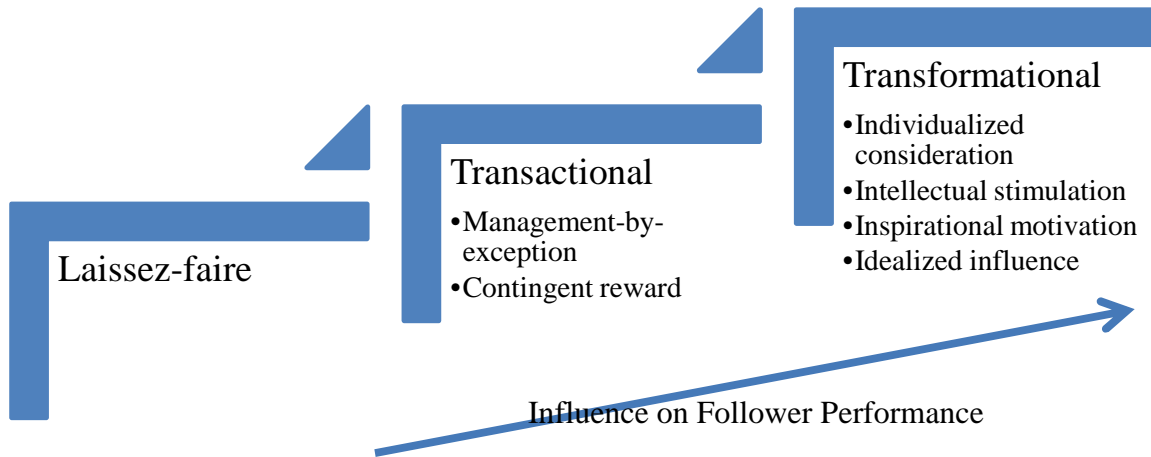 Laissez-faire
Transactional
•Management-by-
exception
•Contingent reward
Transformational
•Individualized
consideration
•Intellectual stimulation
•Inspirational motivation
•Idealized influence
Influence on Follower Performance